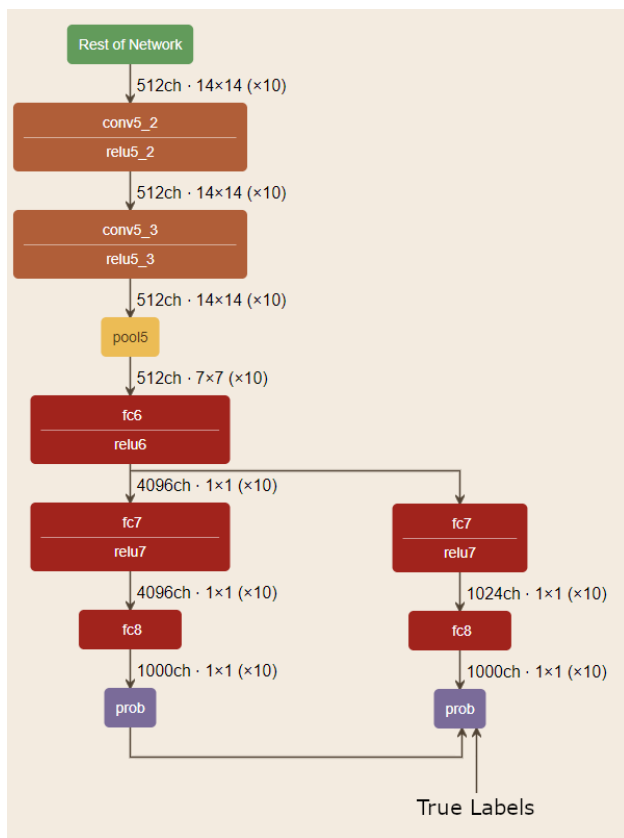 Rest of Network
512ch · 14×14 (×10)
conv5_2
relu5_2
512ch · 14×14 (×10)
conv5_3
relu5_3
512ch · 14×14 (×10)
pool5
512ch · 7×7 (×10)
fc6
relu6
4096ch · 1×1 (×10)
fc7
relu7
4096ch · 1×1 (×10)
fc8
1000ch · 1×1 (×10)
prob
fc7
relu7
1024ch · 1×1 (×10)
fc8
1000ch · 1×1 (×10)
prob
True Labels